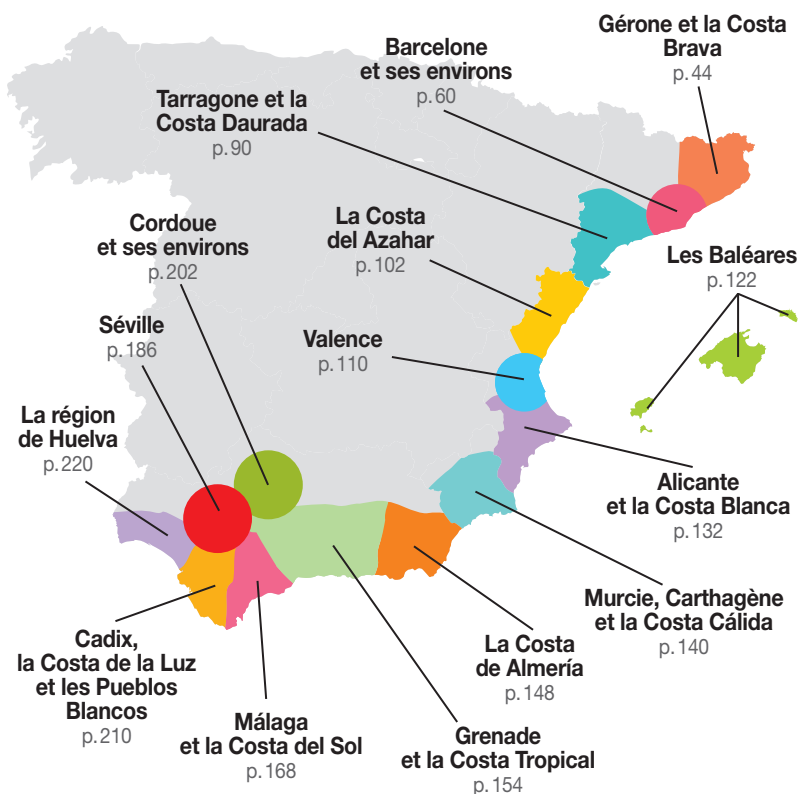 Gérone et la Costa
Brava
p. 44
Barcelone
et ses environs
p. 60
Tarragone et la
Costa Daurada
p. 90
La Costa
del Azahar
p. 102
Cordoue
et ses environs
p. 202
Les Baléares
p. 122
Séville
p. 186
Valence
p. 110
La région
de Huelva
p. 220
Alicante
et la Costa Blanca
p. 132
Murcie, Carthagène
et la Costa Cálida
p. 140
La Costa
de Almería
p. 148
Cadix,
la Costa de la Luz
et les Pueblos
Blancos
p. 210
Málaga
et la Costa del Sol
p. 168
Grenade
et la Costa Tropical
p. 154